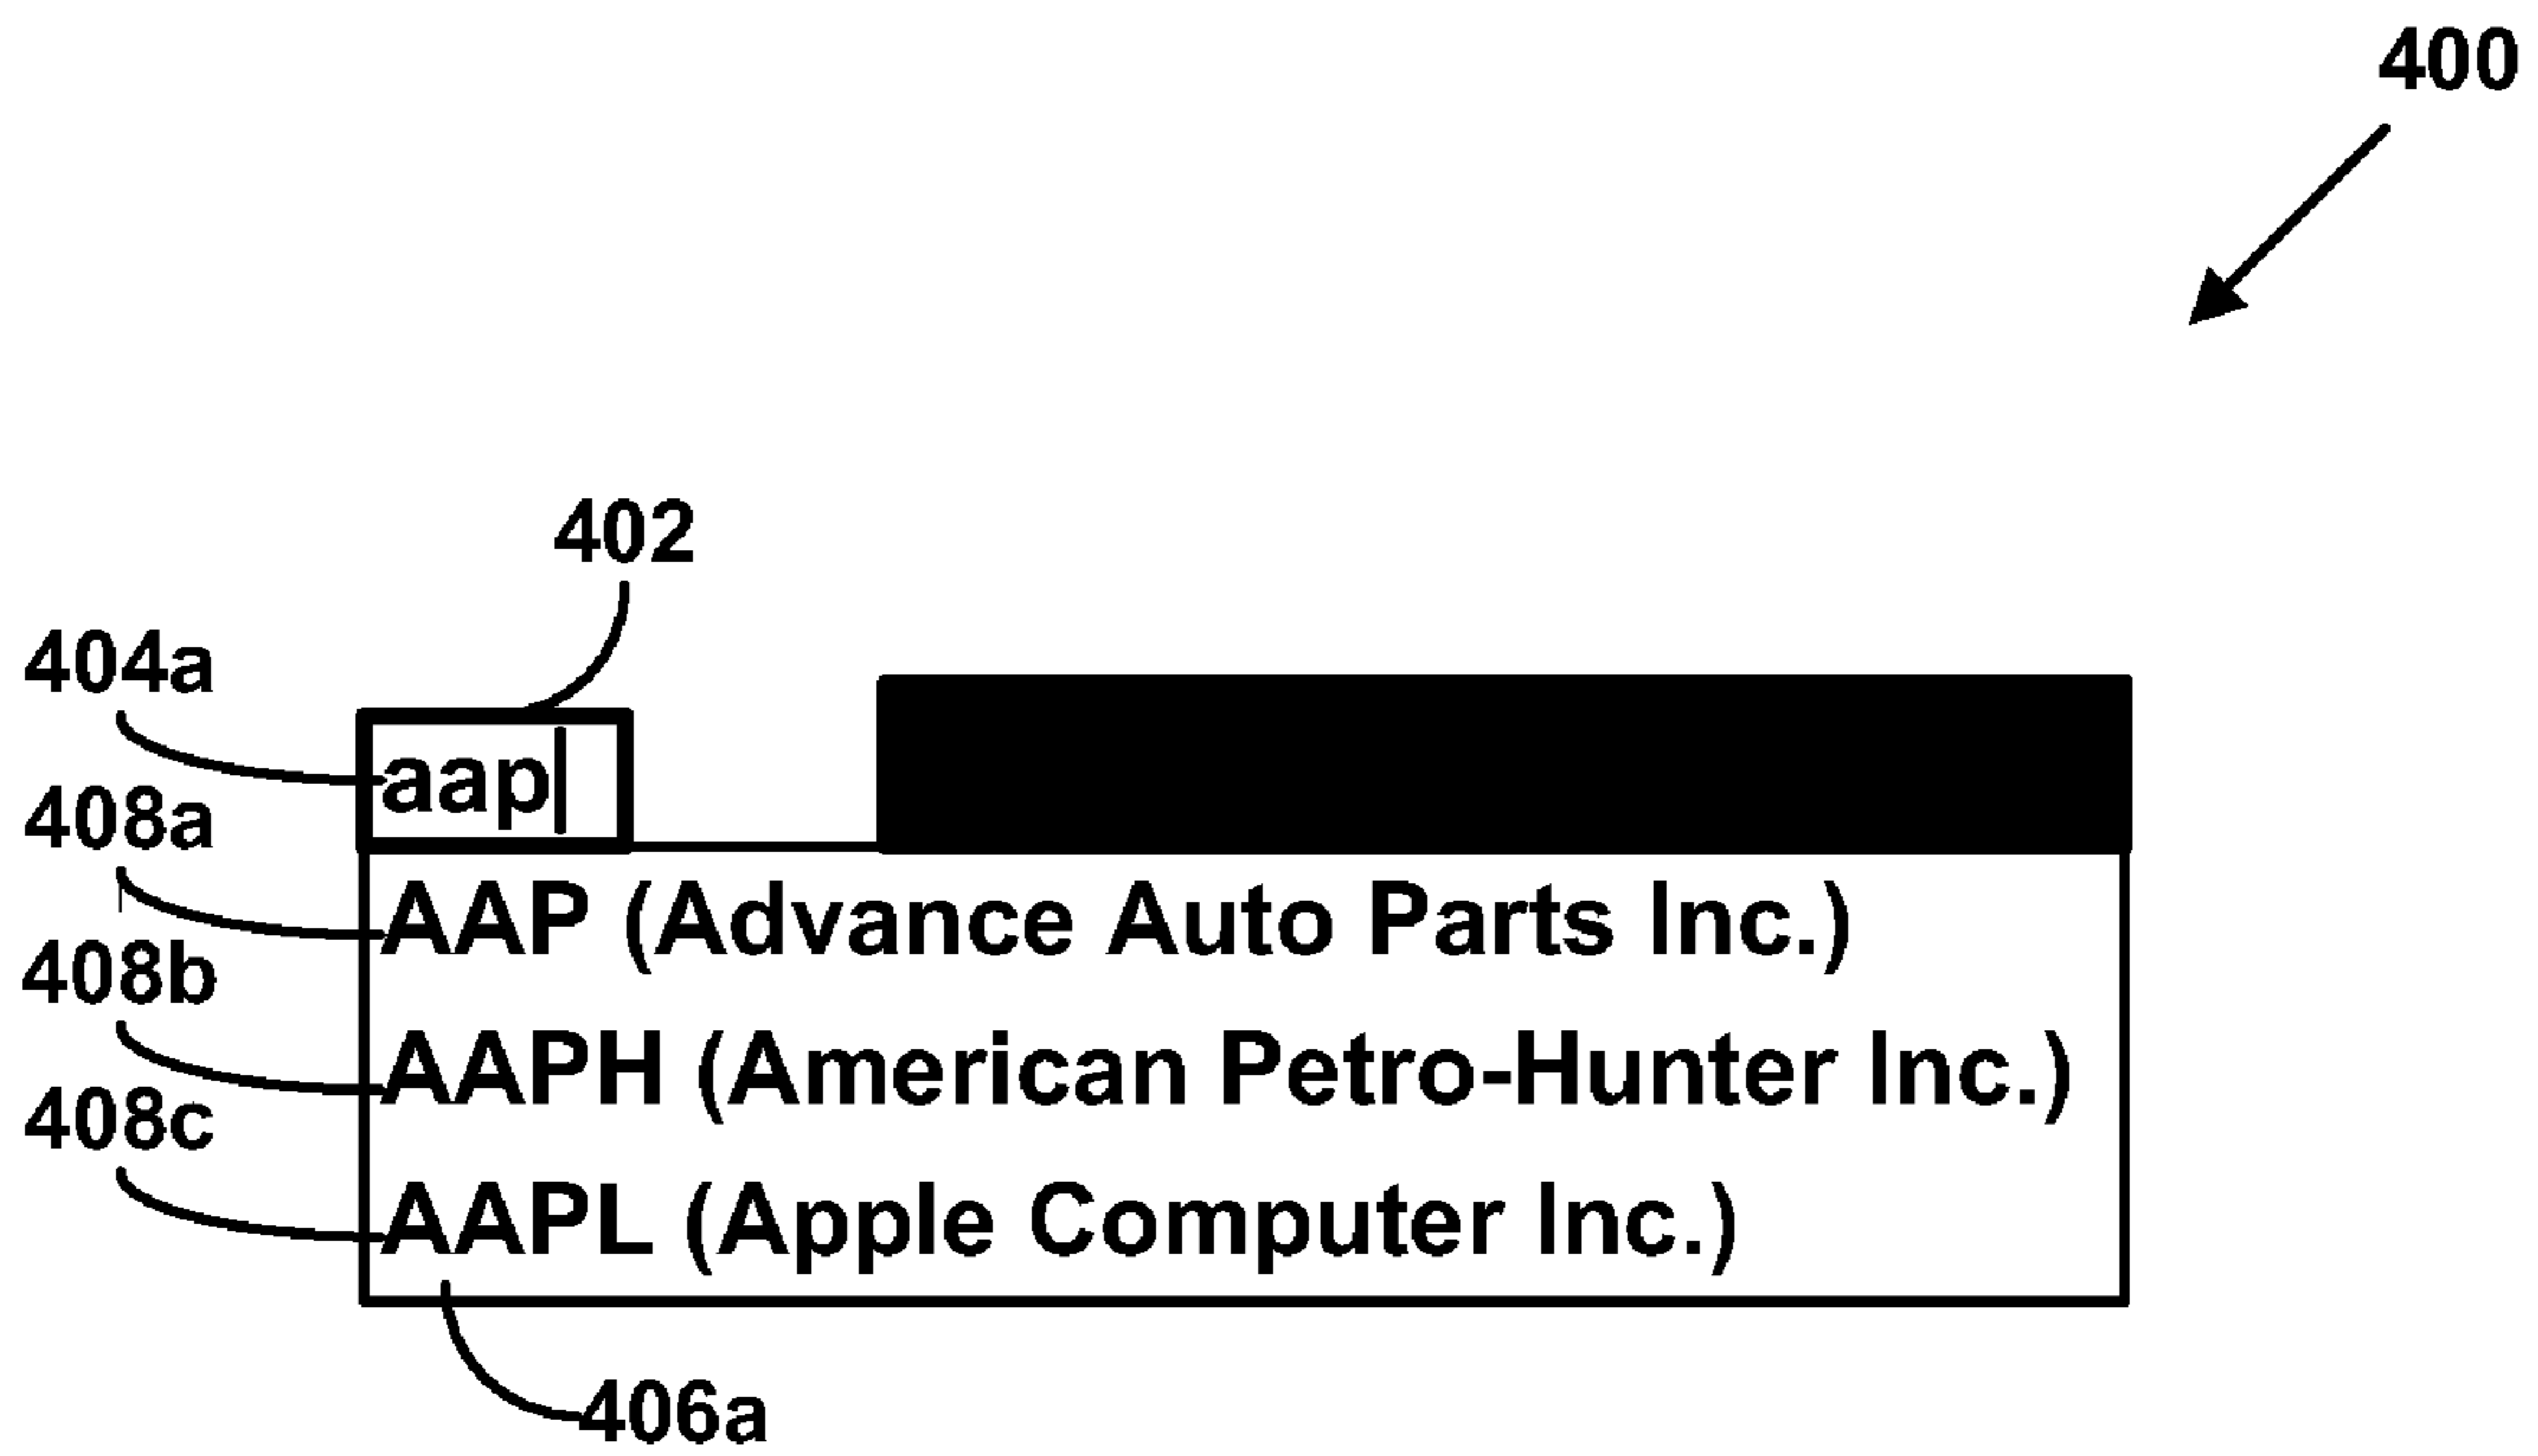 400
402
404a
aap
408a
AAP (Advance Auto Parts Inc.)
408b
AAPH (American Petro-Hunter Inc.)
408c
AAPL (Apple Computer Inc.)
406a